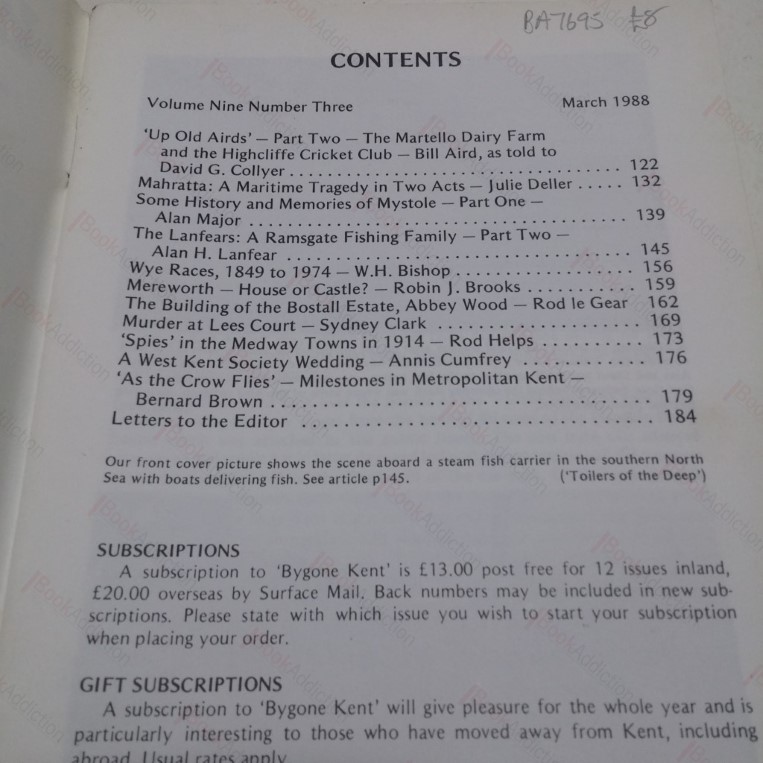 BA7695 £5
CONTENTS
Volume Nine Number Three March 1988
'Up Old Airds' — Part Two — The Martello Dairy Farm
and the Highcliffe Cricket Club — Bill Aird, as told to
David G. Collyer . . . . . . . . . . . . . . . . . . . . . . . . . . . . . . . . . 122
Mahratta: A Maritime Tragedy in Two Acts — Julie Deller . . . . . 132
Some History and Memories of Mystole — Part One —
Alan Major . . . . . . . . . . . . . . . . . . . . . . . . . . . . . . . . . . . . 139
The Lanfears: A Ramsgate Fishing Family — Part Two —
Alan H. Lanfear . . . . . . . . . . . . . . . . . . . . . . . . . . . . . . . . 145
Wye Races, 1849 to 1974 — W.H. Bishop . . . . . . . . . . . . . . . . . 156
Mereworth — House or Castle? — Robin J. Brooks . . . . . . . . . . . 159
The Building of the Bostall Estate, Abbey Wood — Rod le Gear 162
Murder at Lees Court — Sydney Clark . . . . . . . . . . . . . . . . . . . 169
'Spies' in the Medway Towns in 1914 — Rod Helps . . . . . . . . . . 173
A West Kent Society Wedding — Annis Cumfrey . . . . . . . . . . . . 176
'As the Crow Flies' — Milestones in Metropolitan Kent —
Bernard Brown . . . . . . . . . . . . . . . . . . . . . . . . . . . . . . . . . . . 179
Letters to the Editor . . . . . . . . . . . . . . . . . . . . . . . . . . . . . . . . 184
Our front cover picture shows the scene aboard a steam fish carrier in the southern North
Sea with boats delivering fish. See article p145. ('Toilers of the Deep')
SUBSCRIPTIONS
A subscription to 'Bygone Kent' is £13.00 post free for 12 issues inland,
£20.00 overseas by Surface Mail. Back numbers may be included in new sub-
scriptions. Please state with which issue you wish to start your subscription
when placing your order.
GIFT SUBSCRIPTIONS
A subscription to 'Bygone Kent' will give pleasure for the whole year and is
particularly interesting to those who have moved away from Kent, including
abroad. Usual rates apply